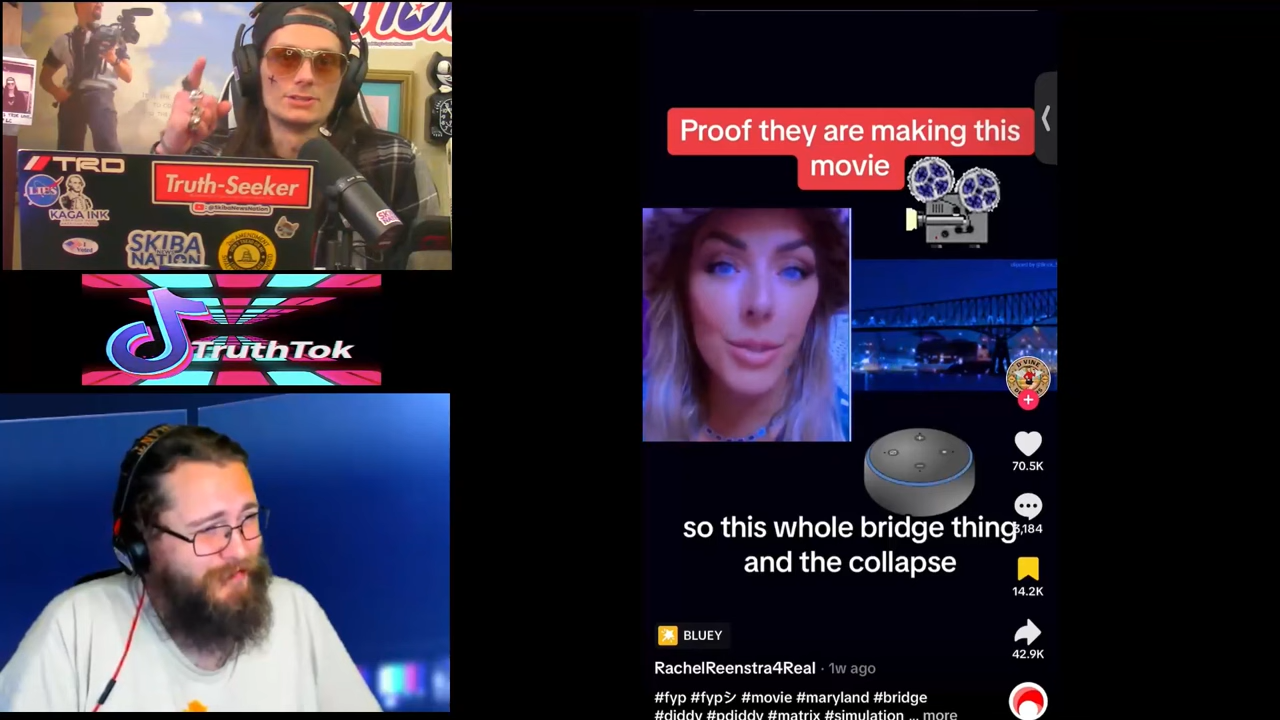 TRD
LIES
Truth-Seeker
KAGA INK
I Voted
SKIBA
NATION
TruthTok
Proof they are making this
movie
so this whole bridge thing
and the collapse
70.5K
14.2K
42.9K
BLUEY
RachelReenstra4Real · 1w ago
#fyp #fypシ #movie #maryland #bridge
#diddy #pdiddy #matrix #simulation ... more